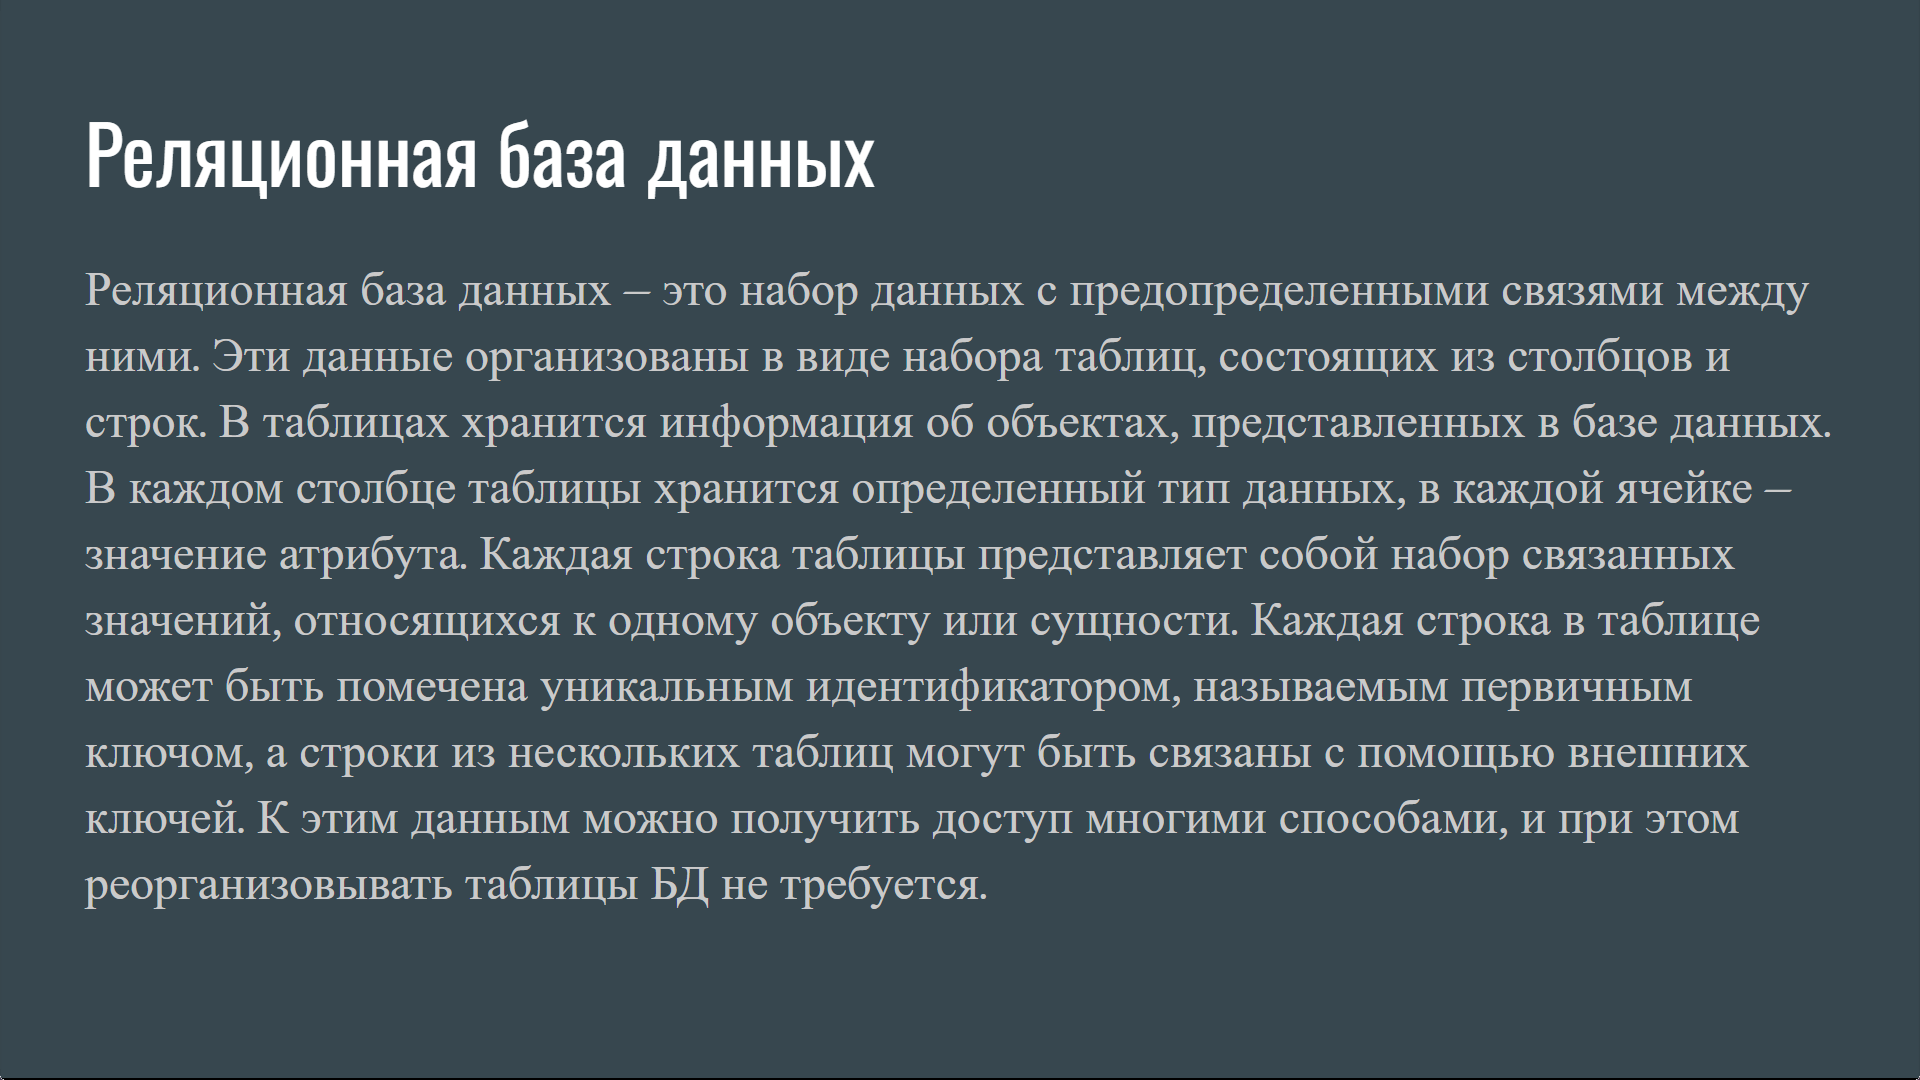 Реляционная база данных
Реляционная база данных – это набор данных с предопределенными связями между
ними. Эти данные организованы в виде набора таблиц, состоящих из столбцов и
строк. В таблицах хранится информация об объектах, представленных в базе данных.
В каждом столбце таблицы хранится определенный тип данных, в каждой ячейке –
значение атрибута. Каждая строка таблицы представляет собой набор связанных
значений, относящихся к одному объекту или сущности. Каждая строка в таблице
может быть помечена уникальным идентификатором, называемым первичным
ключом, а строки из нескольких таблиц могут быть связаны с помощью внешних
ключей. К этим данным можно получить доступ многими способами, и при этом
реорганизовывать таблицы БД не требуется.